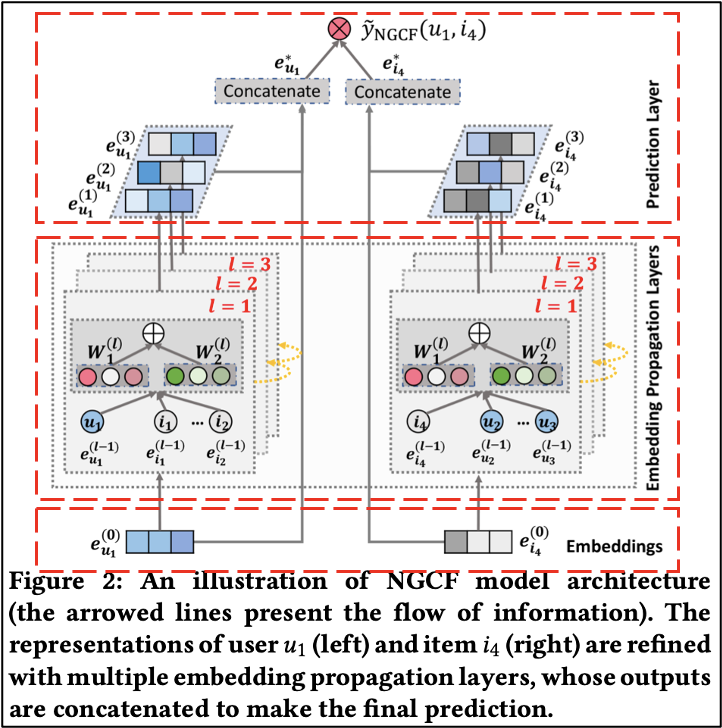 ỹNGCF(u1, i4)
e*u1 e*i4
Concatenate Concatenate
e(3)u1
e(2)u1
e(1)u1
e(3)i4
e(2)i4
e(1)i4
Prediction Layer
l = 3
l = 2
l = 1
W(l)1 W(l)2
u1 i1 ... i2
e(l-1)u1 e(l-1)i1 e(l-1)i2
l = 3
l = 2
l = 1
W(l)1 W(l)2
i4 u2 ... u3
e(l-1)i4 e(l-1)u2 e(l-1)u3
Embedding Propagation Layers
e(0)u1
e(0)i4
Embeddings
Figure 2: An illustration of NGCF model architecture
(the arrowed lines present the flow of information). The
representations of user u1 (left) and item i4 (right) are refined
with multiple embedding propagation layers, whose outputs
are concatenated to make the final prediction.